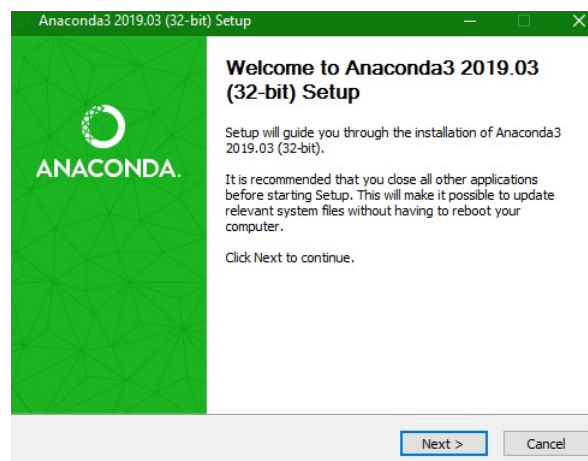 Anaconda3 2019.03 (32-bit) Setup
ANACONDA.
Welcome to Anaconda3 2019.03
(32-bit) Setup
Setup will guide you through the installation of Anaconda3
2019.03 (32-bit).
It is recommended that you close all other applications
before starting Setup. This will make it possible to update
relevant system files without having to reboot your
computer.
Click Next to continue.
Next >
Cancel